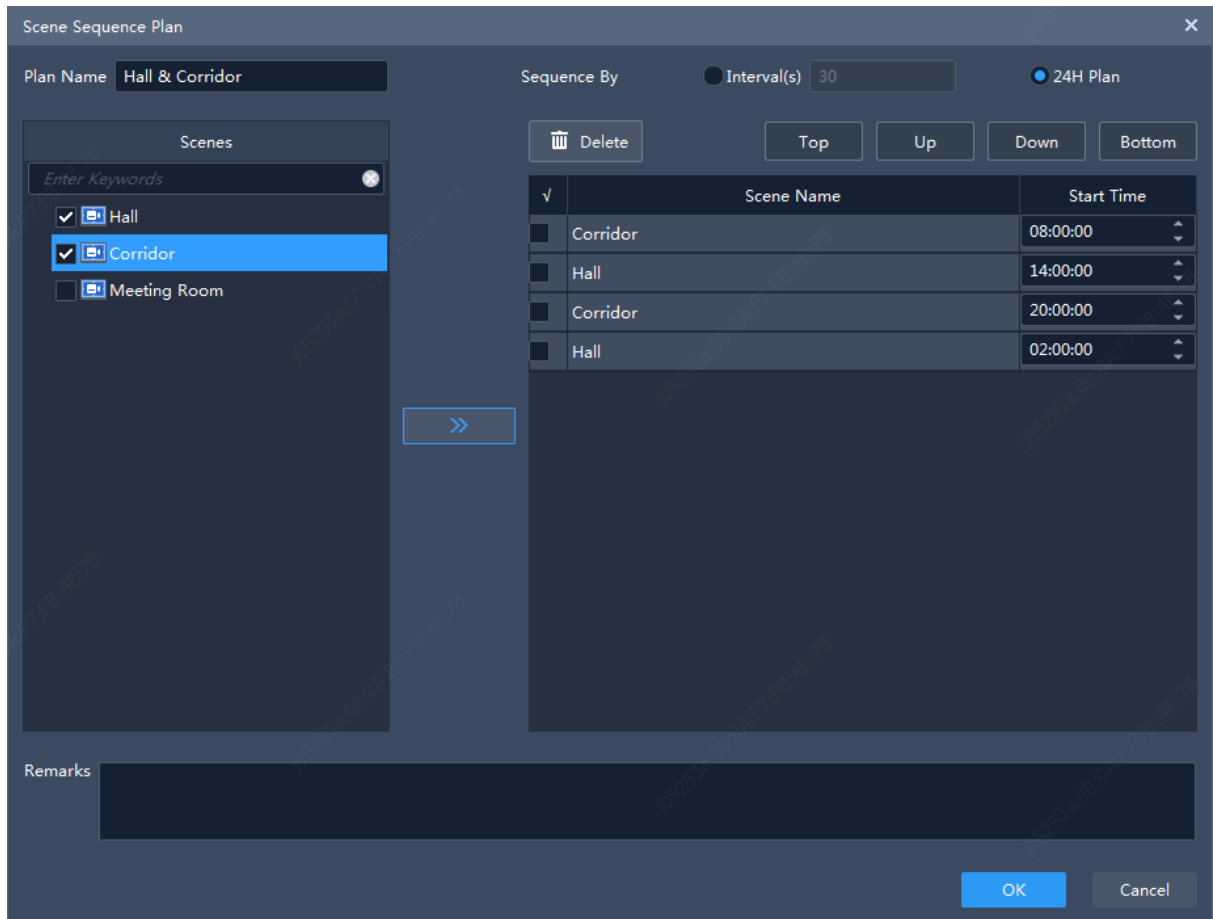 Scene Sequence Plan
Plan Name Hall & Corridor Sequence By Interval(s) 30 24H Plan
Scenes
Enter Keywords
Hall
Corridor
Meeting Room
Delete Top Up Down Bottom
√ Scene Name Start Time
Corridor 08:00:00
Hall 14:00:00
Corridor 20:00:00
Hall 02:00:00
Remarks
OK Cancel